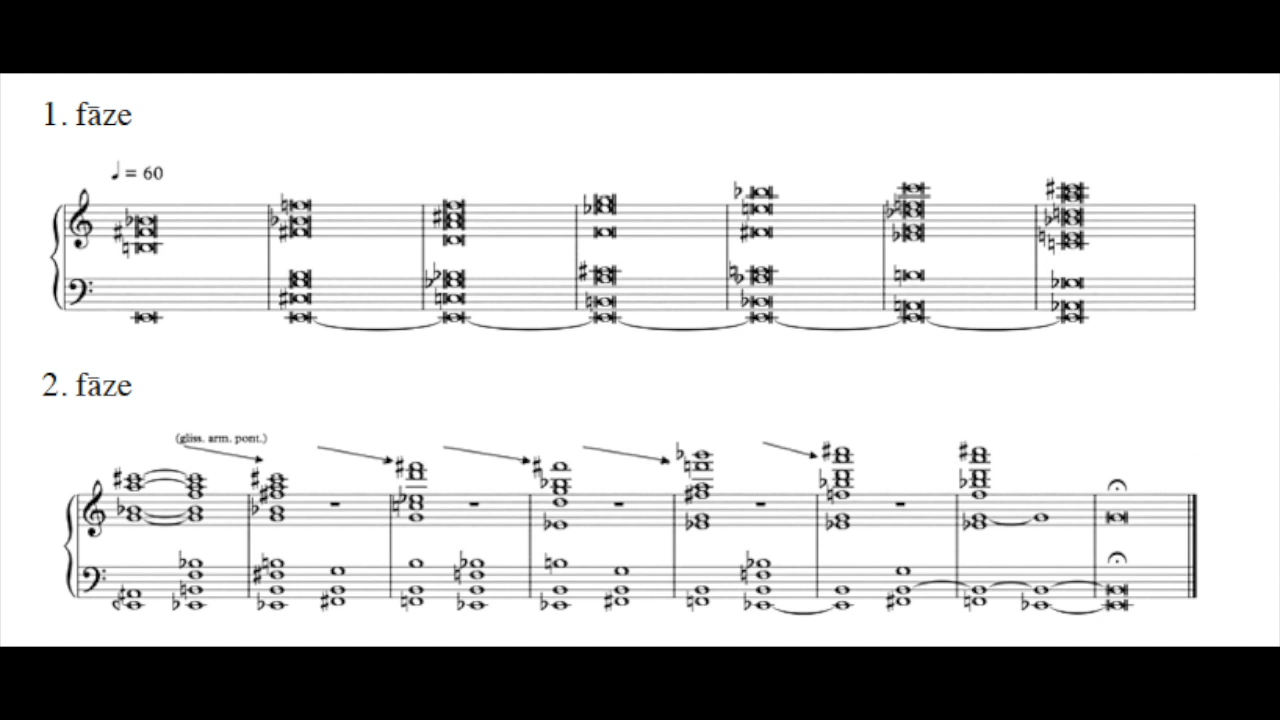 1. fāze
♩ = 60
2. fāze
(gliss. arm. pont.)